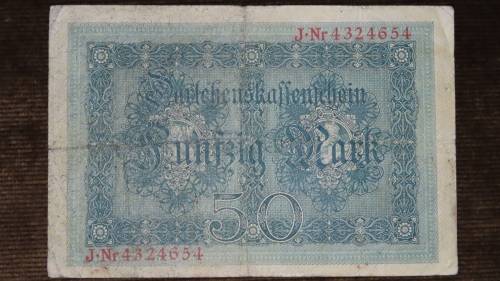 J·Nr 4324654
Darlehenskassenschein
Fünfzig Mark
50
J·Nr 4324654